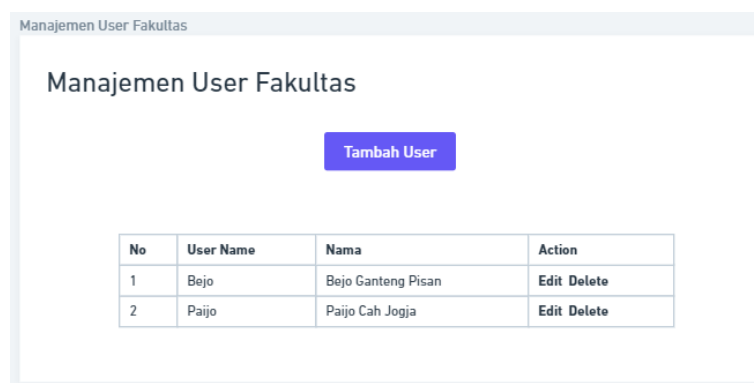 Manajemen User Fakultas
Manajemen User Fakultas
Tambah User
No User Name Nama Action
1 Bejo Bejo Ganteng Pisan Edit Delete
2 Paijo Paijo Cah Jogja Edit Delete